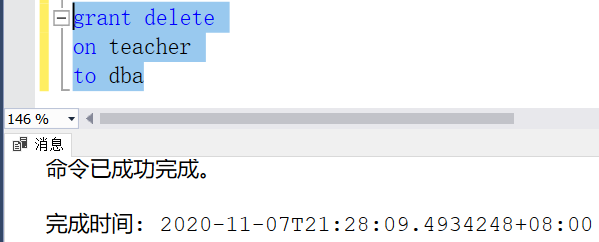 grant delete
on teacher
to dba
146 %
消息
命令已成功完成。
完成时间: 2020-11-07T21:28:09.4934248+08:00